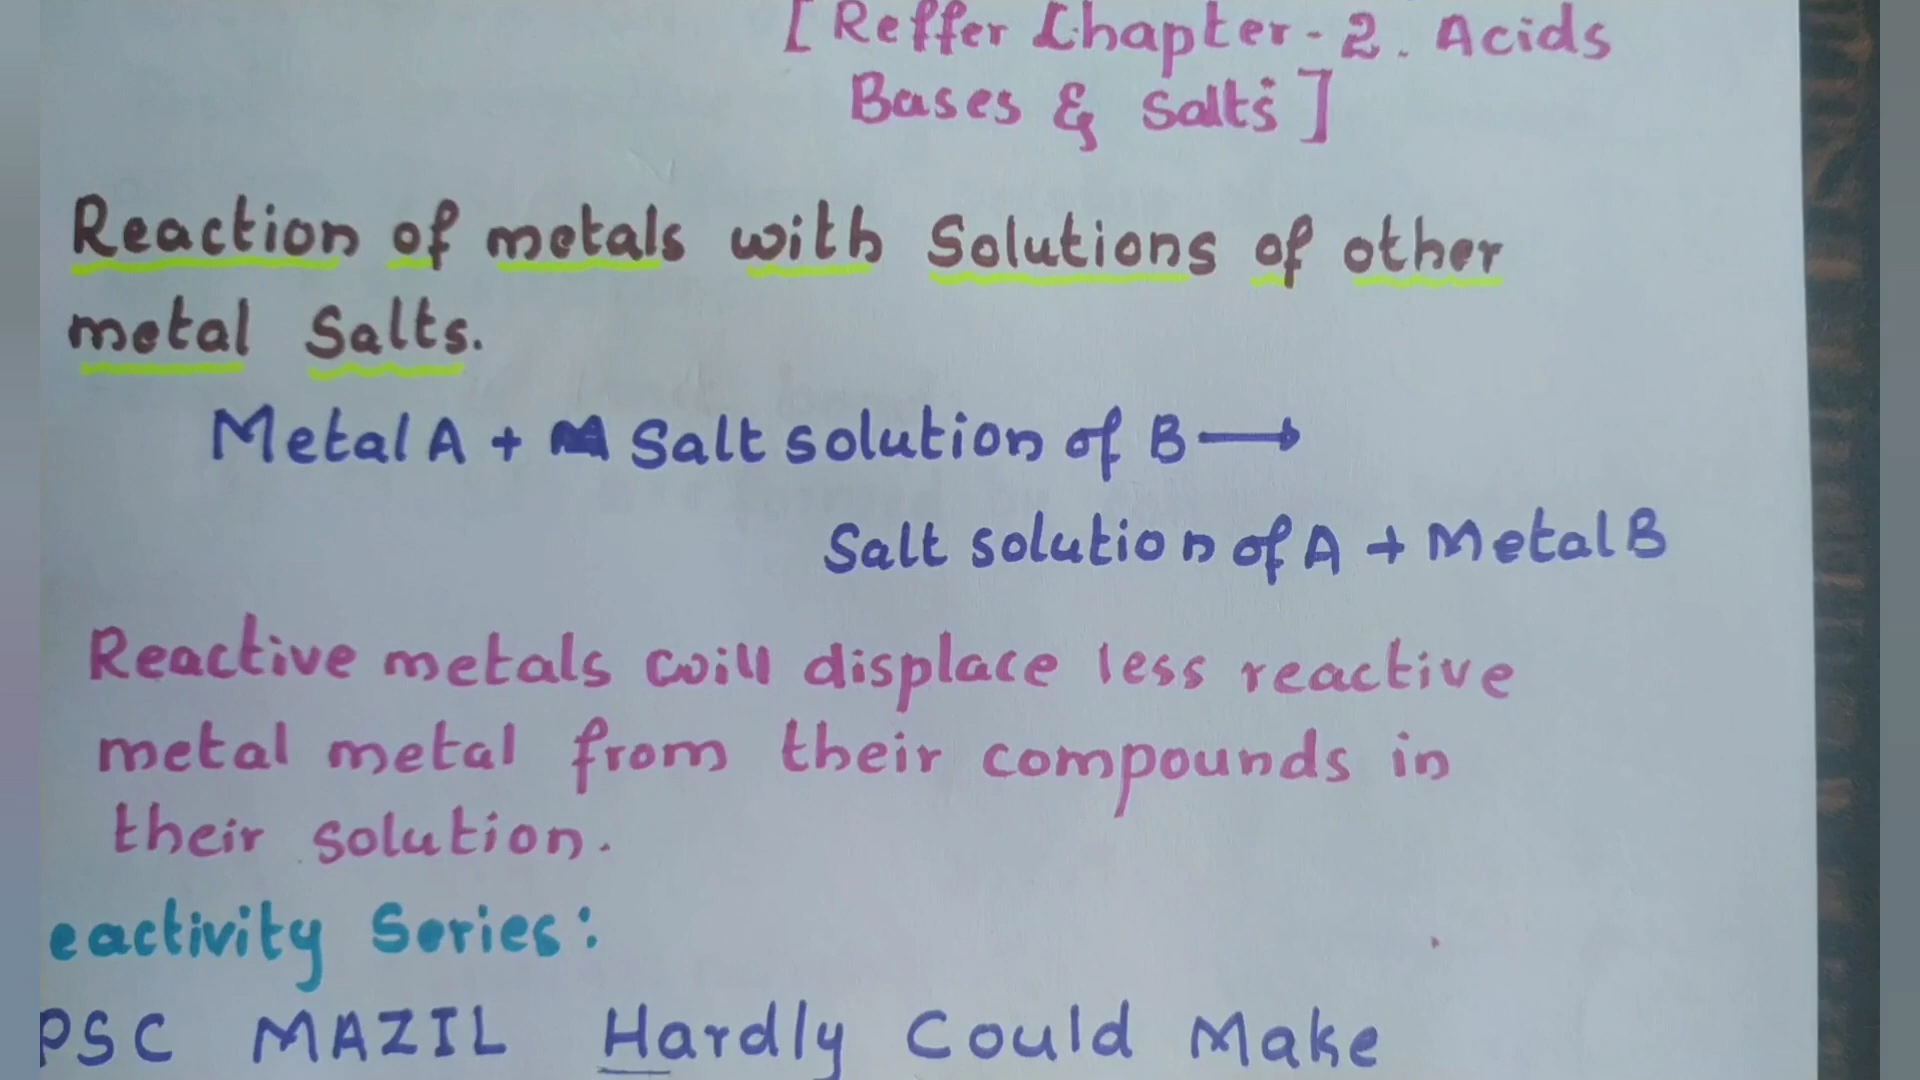 [ Reffer Chapter - 2. Acids
Bases & Salts ]
Reaction of metals with Solutions of other
metal Salts.
Metal A + Salt solution of B →
Salt solution of A + Metal B
Reactive metals will displace less reactive
metal metal from their compounds in
their solution.
eactivity Series:
PSC MAZIL Hardly Could Make